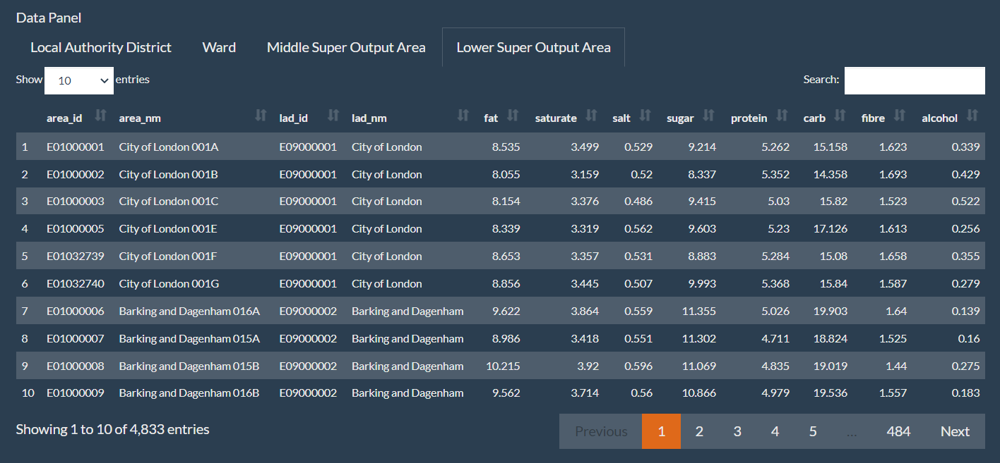 Data Panel
Local Authority District Ward Middle Super Output Area Lower Super Output Area
Show 10 entries Search:
area_id area_nm lad_id lad_nm fat saturate salt sugar protein carb fibre alcohol
1 E01000001 City of London 001A E09000001 City of London 8.535 3.499 0.529 9.214 5.262 15.158 1.623 0.339
2 E01000002 City of London 001B E09000001 City of London 8.055 3.159 0.52 8.337 5.352 14.358 1.693 0.429
3 E01000003 City of London 001C E09000001 City of London 8.154 3.376 0.486 9.415 5.03 15.82 1.523 0.522
4 E01000005 City of London 001E E09000001 City of London 8.339 3.319 0.562 9.603 5.23 17.126 1.613 0.256
5 E01032739 City of London 001F E09000001 City of London 8.653 3.357 0.531 8.883 5.284 15.08 1.658 0.355
6 E01032740 City of London 001G E09000001 City of London 8.856 3.445 0.507 9.993 5.368 15.84 1.587 0.279
7 E01000006 Barking and Dagenham 016A E09000002 Barking and Dagenham 9.622 3.864 0.559 11.355 5.026 19.903 1.64 0.139
8 E01000007 Barking and Dagenham 015A E09000002 Barking and Dagenham 8.986 3.418 0.551 11.302 4.711 18.824 1.525 0.16
9 E01000008 Barking and Dagenham 015B E09000002 Barking and Dagenham 10.215 3.92 0.596 11.069 4.835 19.019 1.44 0.275
10 E01000009 Barking and Dagenham 016B E09000002 Barking and Dagenham 9.562 3.714 0.56 10.866 4.979 19.536 1.557 0.183
Showing 1 to 10 of 4,833 entries Previous 1 2 3 4 5 ... 484 Next